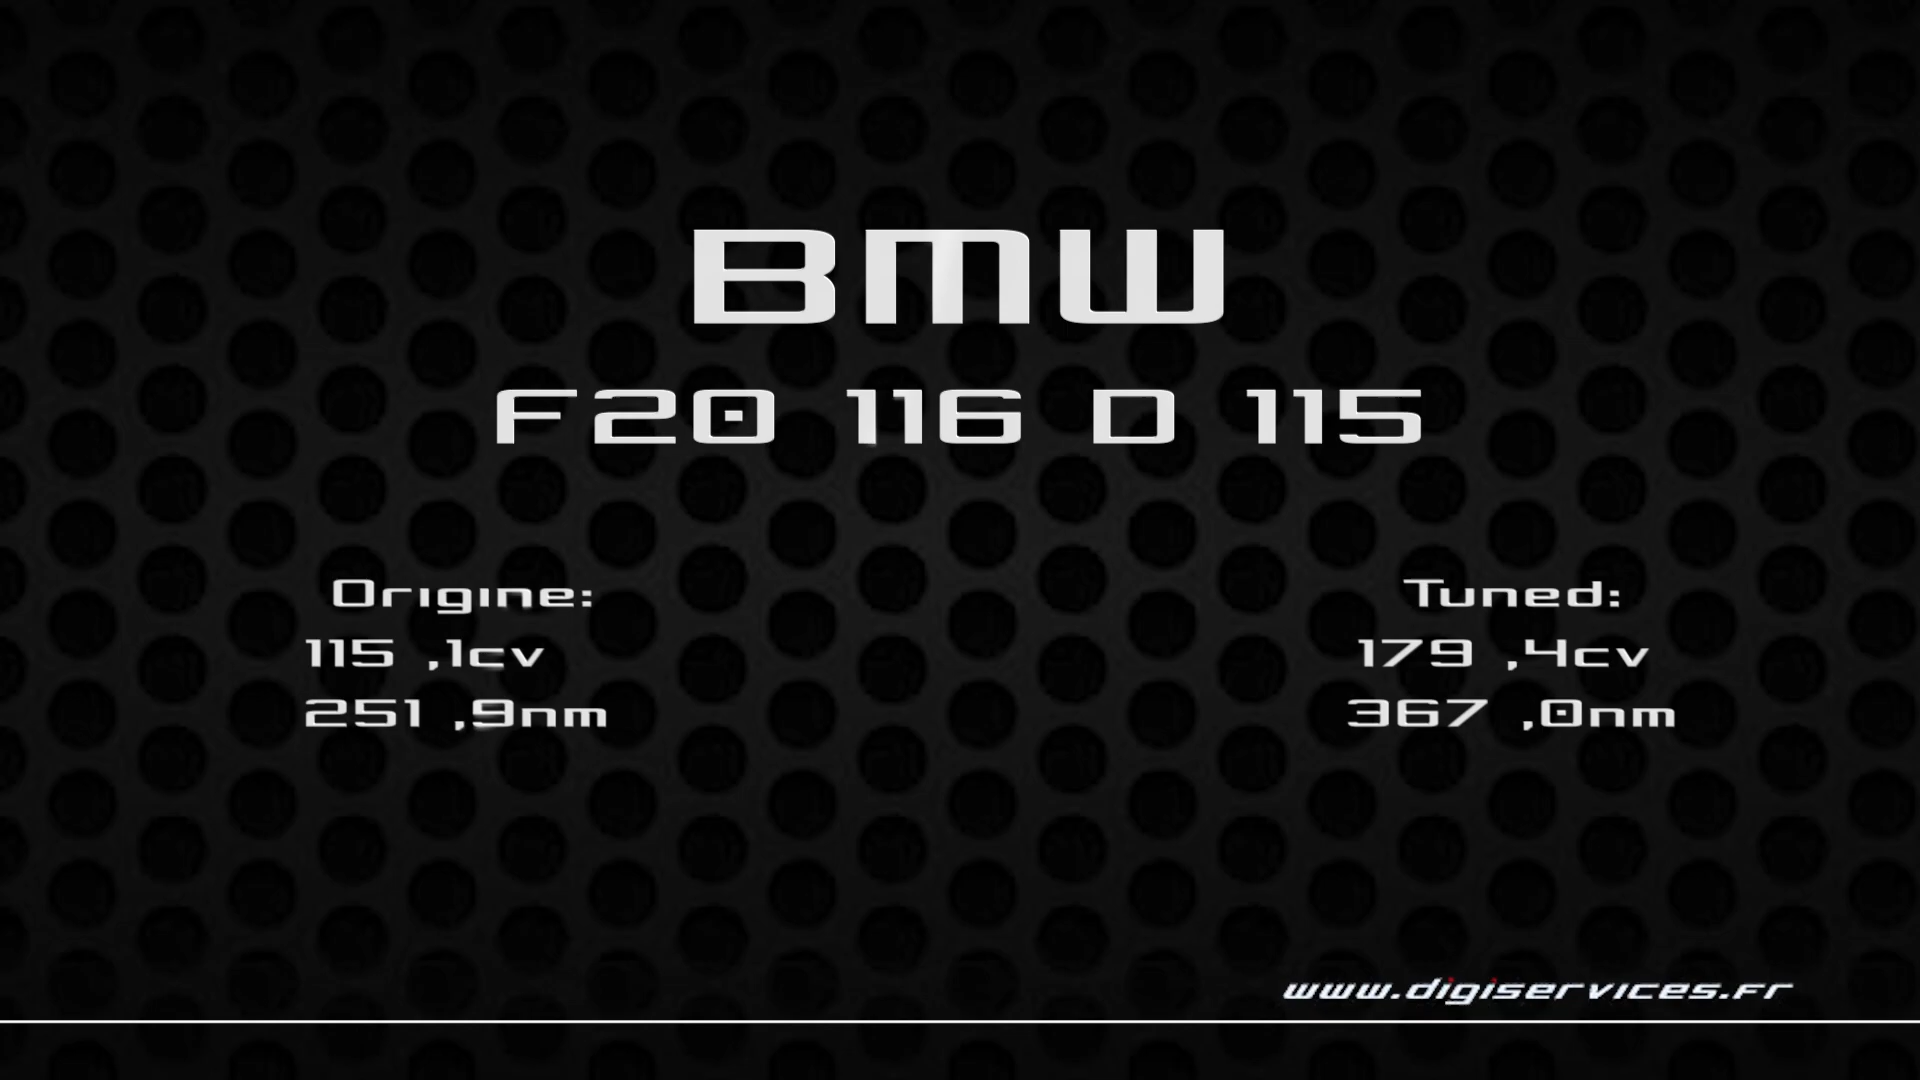 BMW
F20 116 D 115
Origine:
115 ,1cv
251 ,9nm
Tuned:
179 ,4cv
367 ,0nm
www.digiservices.fr